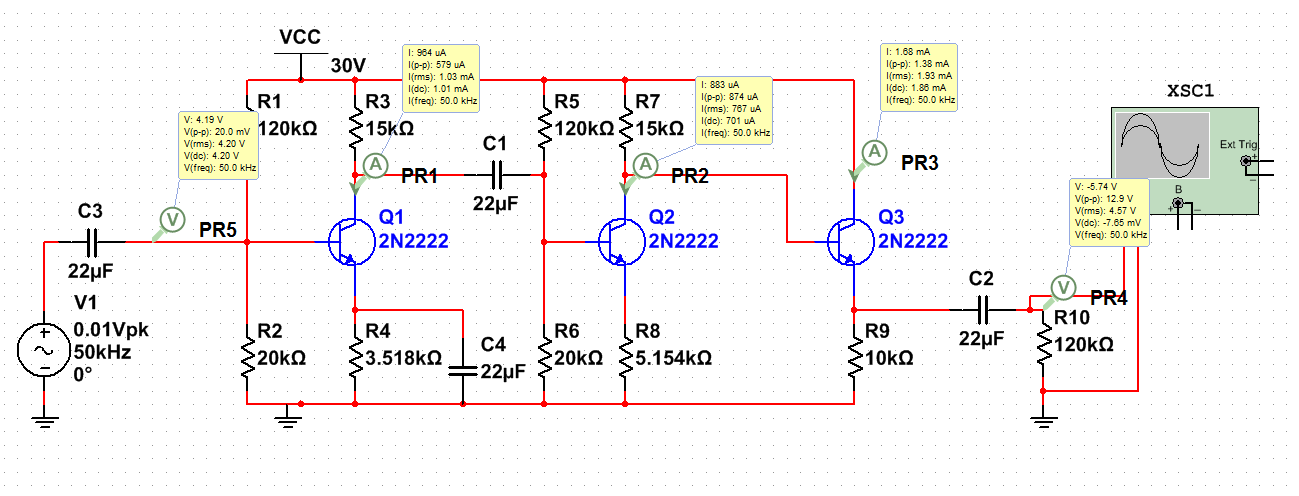 VCC
30V
I: 964 uA
I(p-p): 579 uA
I(rms): 1.03 mA
I(dc): 1.01 mA
I(freq): 50.0 kHz
I: 883 uA
I(p-p): 874 uA
I(rms): 767 uA
I(dc): 701 uA
I(freq): 50.0 kHz
I: 1.68 mA
I(p-p): 1.38 mA
I(rms): 1.93 mA
I(dc): 1.86 mA
I(freq): 50.0 kHz
XSC1
Ext Trig
+
_
B
+
_
V: 4.19 V
V(p-p): 20.0 mV
V(rms): 4.20 V
V(dc): 4.20 V
V(freq): 50.0 kHz
R1
120kΩ
R3
15kΩ
R5
120kΩ
R7
15kΩ
C1
22µF
A
PR1
A
PR2
A
PR3
V
PR5
C3
22µF
Q1
2N2222
Q2
2N2222
Q3
2N2222
V: -5.74 V
V(p-p): 12.9 V
V(rms): 4.57 V
V(dc): -7.65 mV
V(freq): 50.0 kHz
V
PR4
C2
22µF
V1
0.01Vpk
50kHz
0°
R2
20kΩ
R4
3.518kΩ
C4
22µF
R6
20kΩ
R8
5.154kΩ
R9
10kΩ
R10
120kΩ